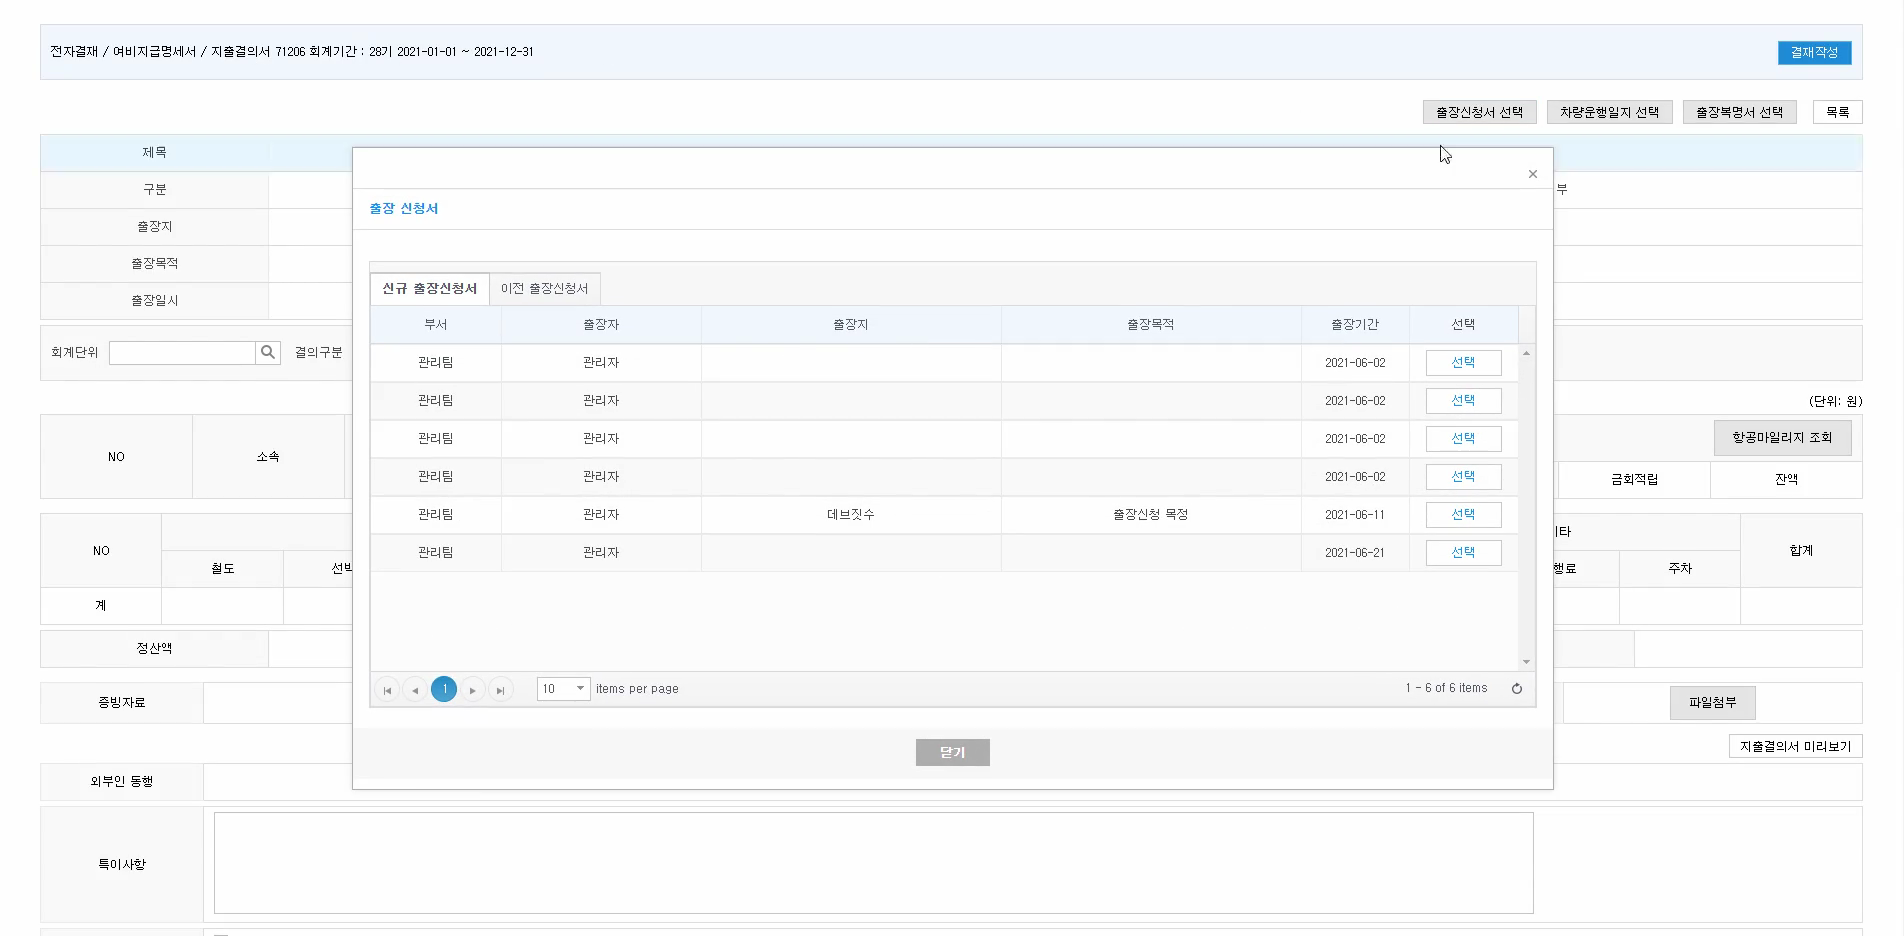 전자결재 / 여비지급명세서 / 지출결의서 71206 회계기간 : 28기 2021-01-01 ~ 2021-12-31
결재작성
출장신청서 선택
차량운행일지 선택
출장복명서 선택
목록
제목
구분
부
출장지
출장목적
출장일시
회계단위
결의구분
(단위: 원)
NO
소속
항공마일리지 조회
금회적립
잔액
NO
철도
주차
합계
계
정산액
증빙자료
파일첨부
지출결의서 미리보기
외부인 동행
특이사항
×
출장 신청서
신규 출장신청서
이전 출장신청서
부서 출장자 출장지 출장목적 출장기간 선택
관리팀 관리자 2021-06-02 선택
관리팀 관리자 2021-06-02 선택
관리팀 관리자 2021-06-02 선택
관리팀 관리자 2021-06-02 선택
관리팀 관리자 데브짓수 출장신청 목정 2021-06-11 선택
관리팀 관리자 2021-06-21 선택
1
10
items per page
1 - 6 of 6 items
닫기